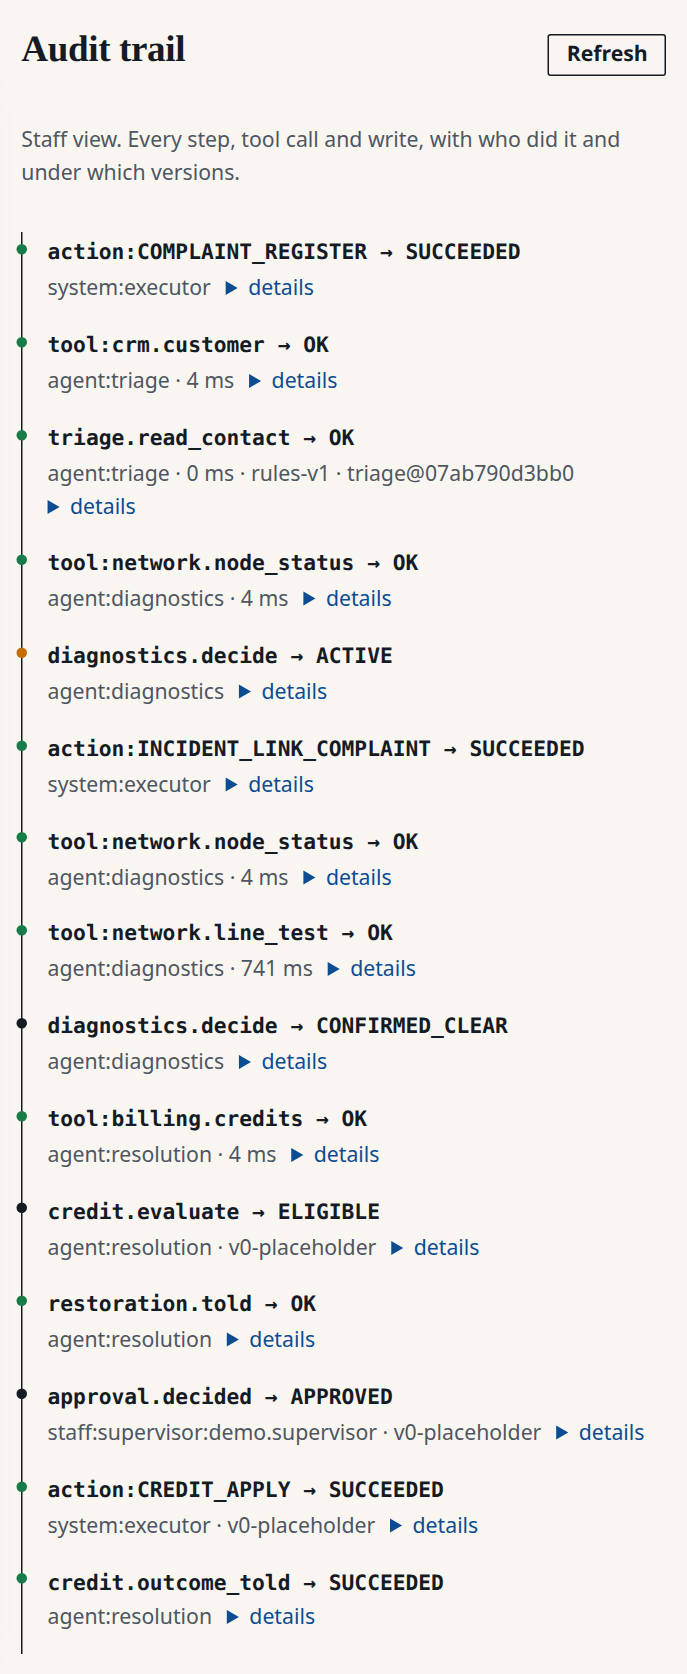 Audit trail
Refresh
Staff view. Every step, tool call and write, with who did it and
under which versions.
action:COMPLAINT_REGISTER → SUCCEEDED
system:executor ▶ details
tool:crm.customer → OK
agent:triage · 4 ms ▶ details
triage.read_contact → OK
agent:triage · 0 ms · rules-v1 · triage@07ab790d3bb0
▶ details
tool:network.node_status → OK
agent:diagnostics · 4 ms ▶ details
diagnostics.decide → ACTIVE
agent:diagnostics ▶ details
action:INCIDENT_LINK_COMPLAINT → SUCCEEDED
system:executor ▶ details
tool:network.node_status → OK
agent:diagnostics · 4 ms ▶ details
tool:network.line_test → OK
agent:diagnostics · 741 ms ▶ details
diagnostics.decide → CONFIRMED_CLEAR
agent:diagnostics ▶ details
tool:billing.credits → OK
agent:resolution · 4 ms ▶ details
credit.evaluate → ELIGIBLE
agent:resolution · v0-placeholder ▶ details
restoration.told → OK
agent:resolution ▶ details
approval.decided → APPROVED
staff:supervisor:demo.supervisor · v0-placeholder ▶ details
action:CREDIT_APPLY → SUCCEEDED
system:executor · v0-placeholder ▶ details
credit.outcome_told → SUCCEEDED
agent:resolution ▶ details